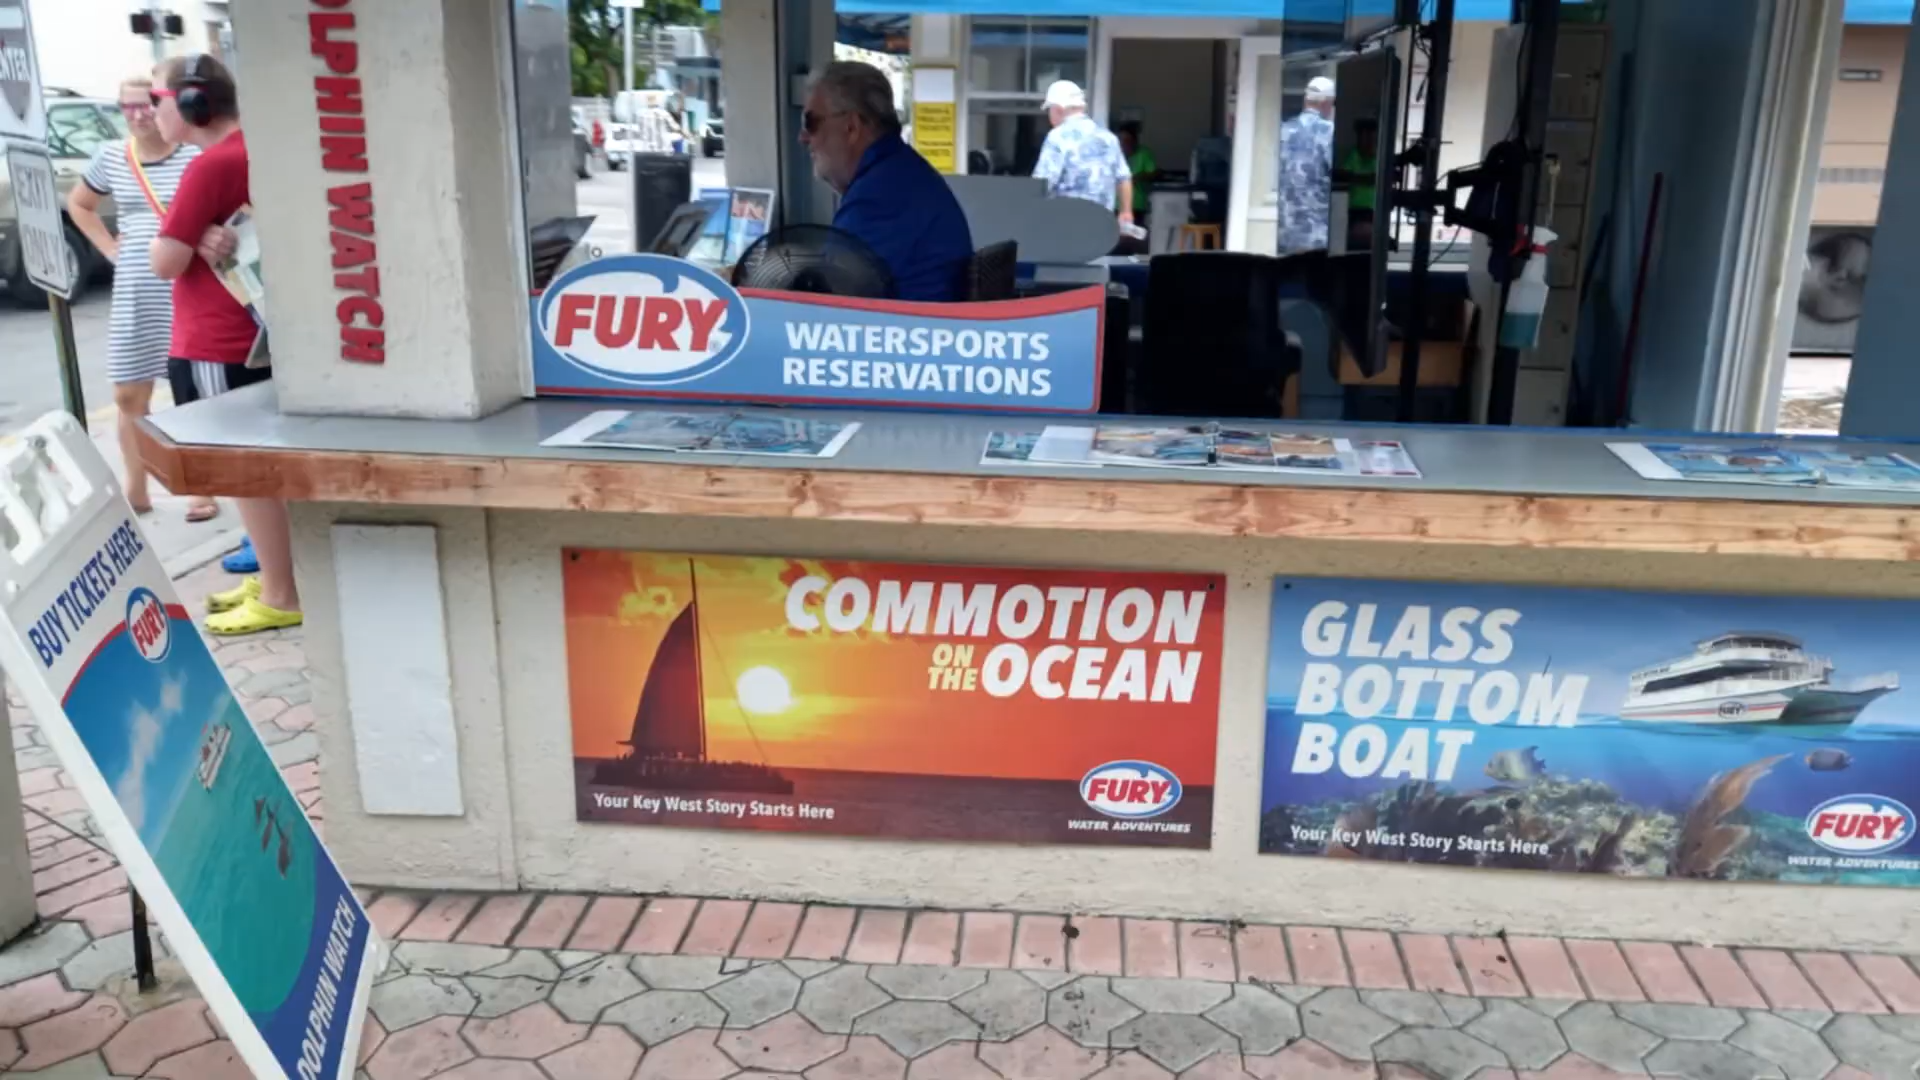 DOLPHIN WATCH
ONLY
FURY
WATERSPORTS
RESERVATIONS
BUY TICKETS HERE
FURY
DOLPHIN WATCH
COMMOTION
ON THE OCEAN
Your Key West Story Starts Here
FURY
WATER ADVENTURES
GLASS
BOTTOM
BOAT
FURY
Your Key West Story Starts Here
FURY
WATER ADVENTURES